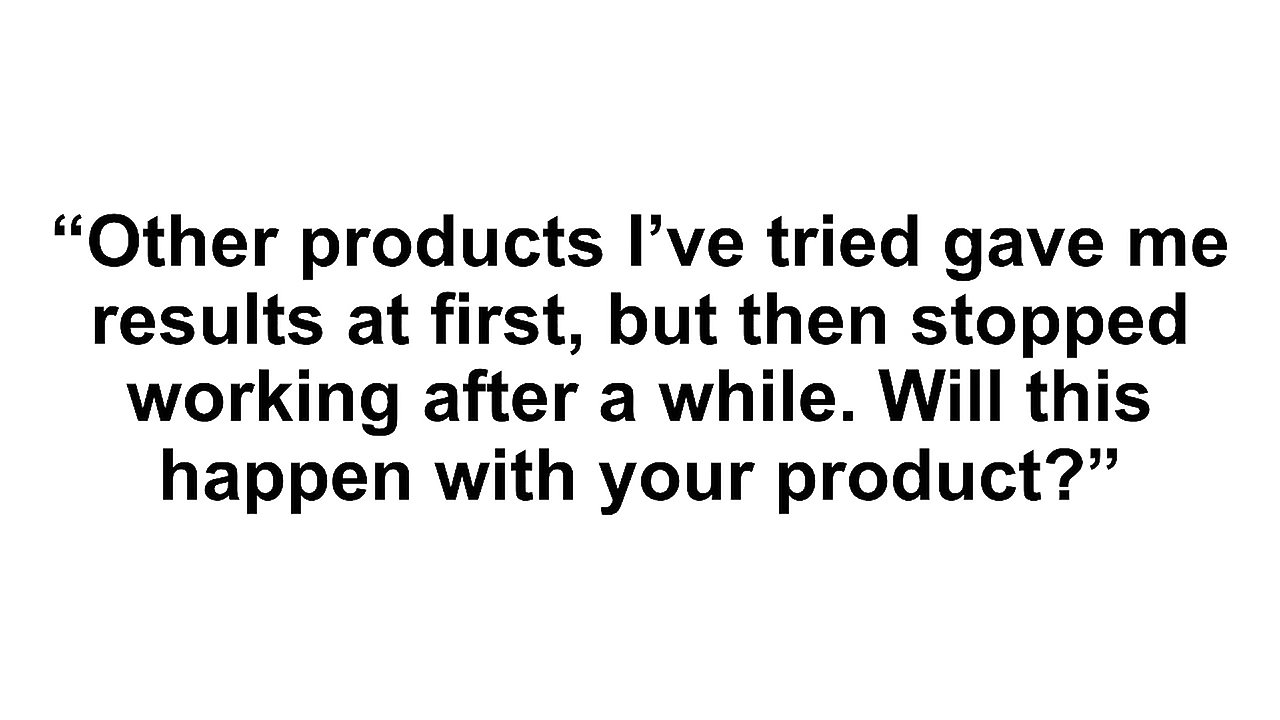 “Other products I’ve tried gave me
results at first, but then stopped
working after a while. Will this
happen with your product?”